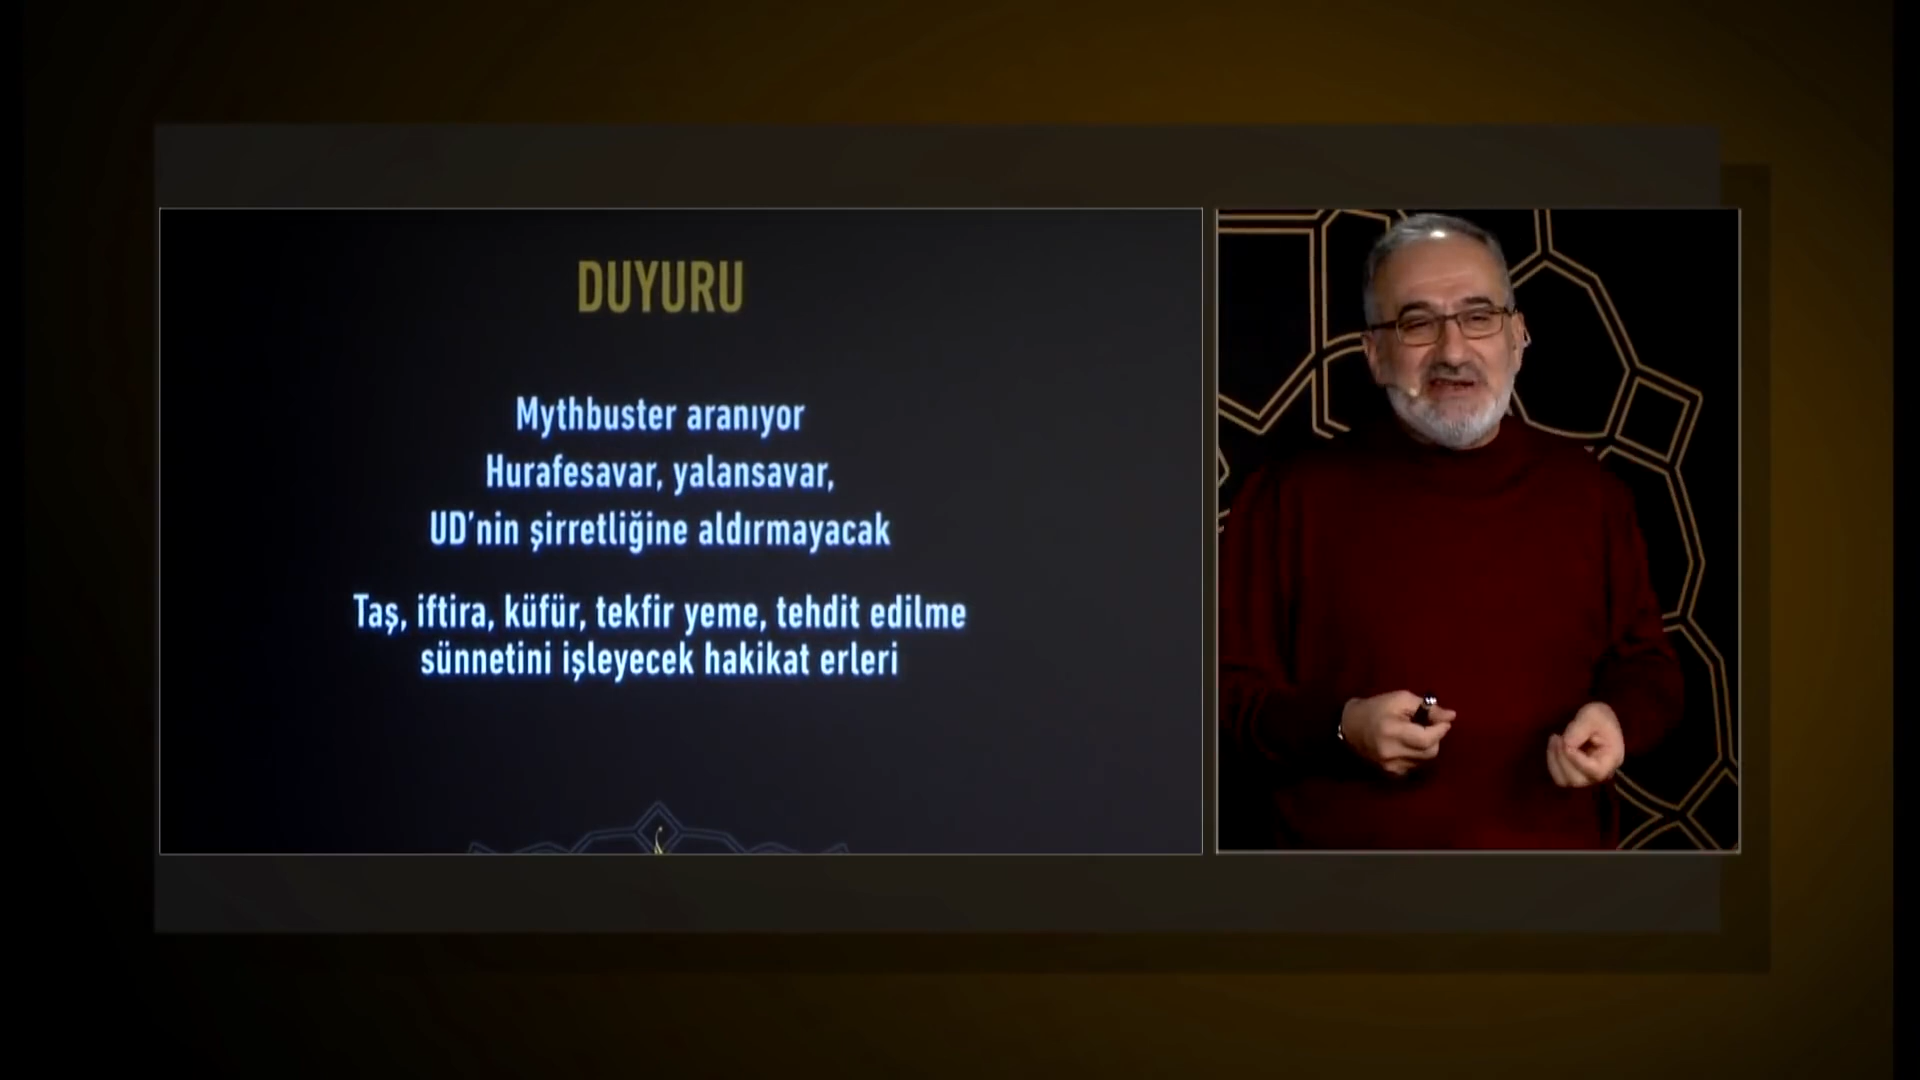 DUYURU
Mythbuster aranıyor
Hurafesavar, yalansavar,
UD'nin şirretliğine aldırmayacak
Taş, iftira, küfür, tekfir yeme, tehdit edilme
sünnetini işleyecek hakikat erleri